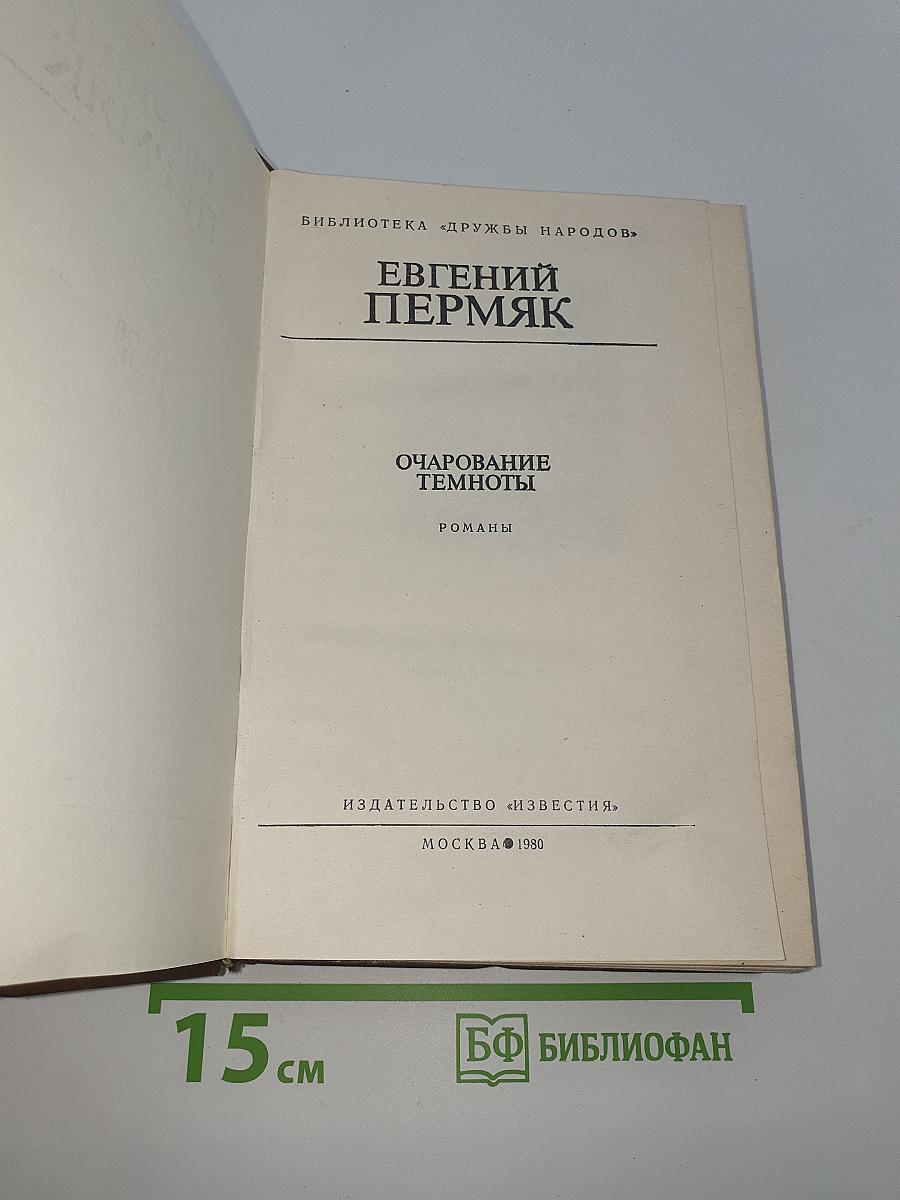 БИБЛИОТЕКА «ДРУЖБЫ НАРОДОВ»
ЕВГЕНИЙ
ПЕРМЯК
ОЧАРОВАНИЕ
ТЕМНОТЫ
РОМАНЫ
ИЗДАТЕЛЬСТВО «ИЗВЕСТИЯ»
МОСКВА ● 1980
15 см
БФ БИБЛИОФАН